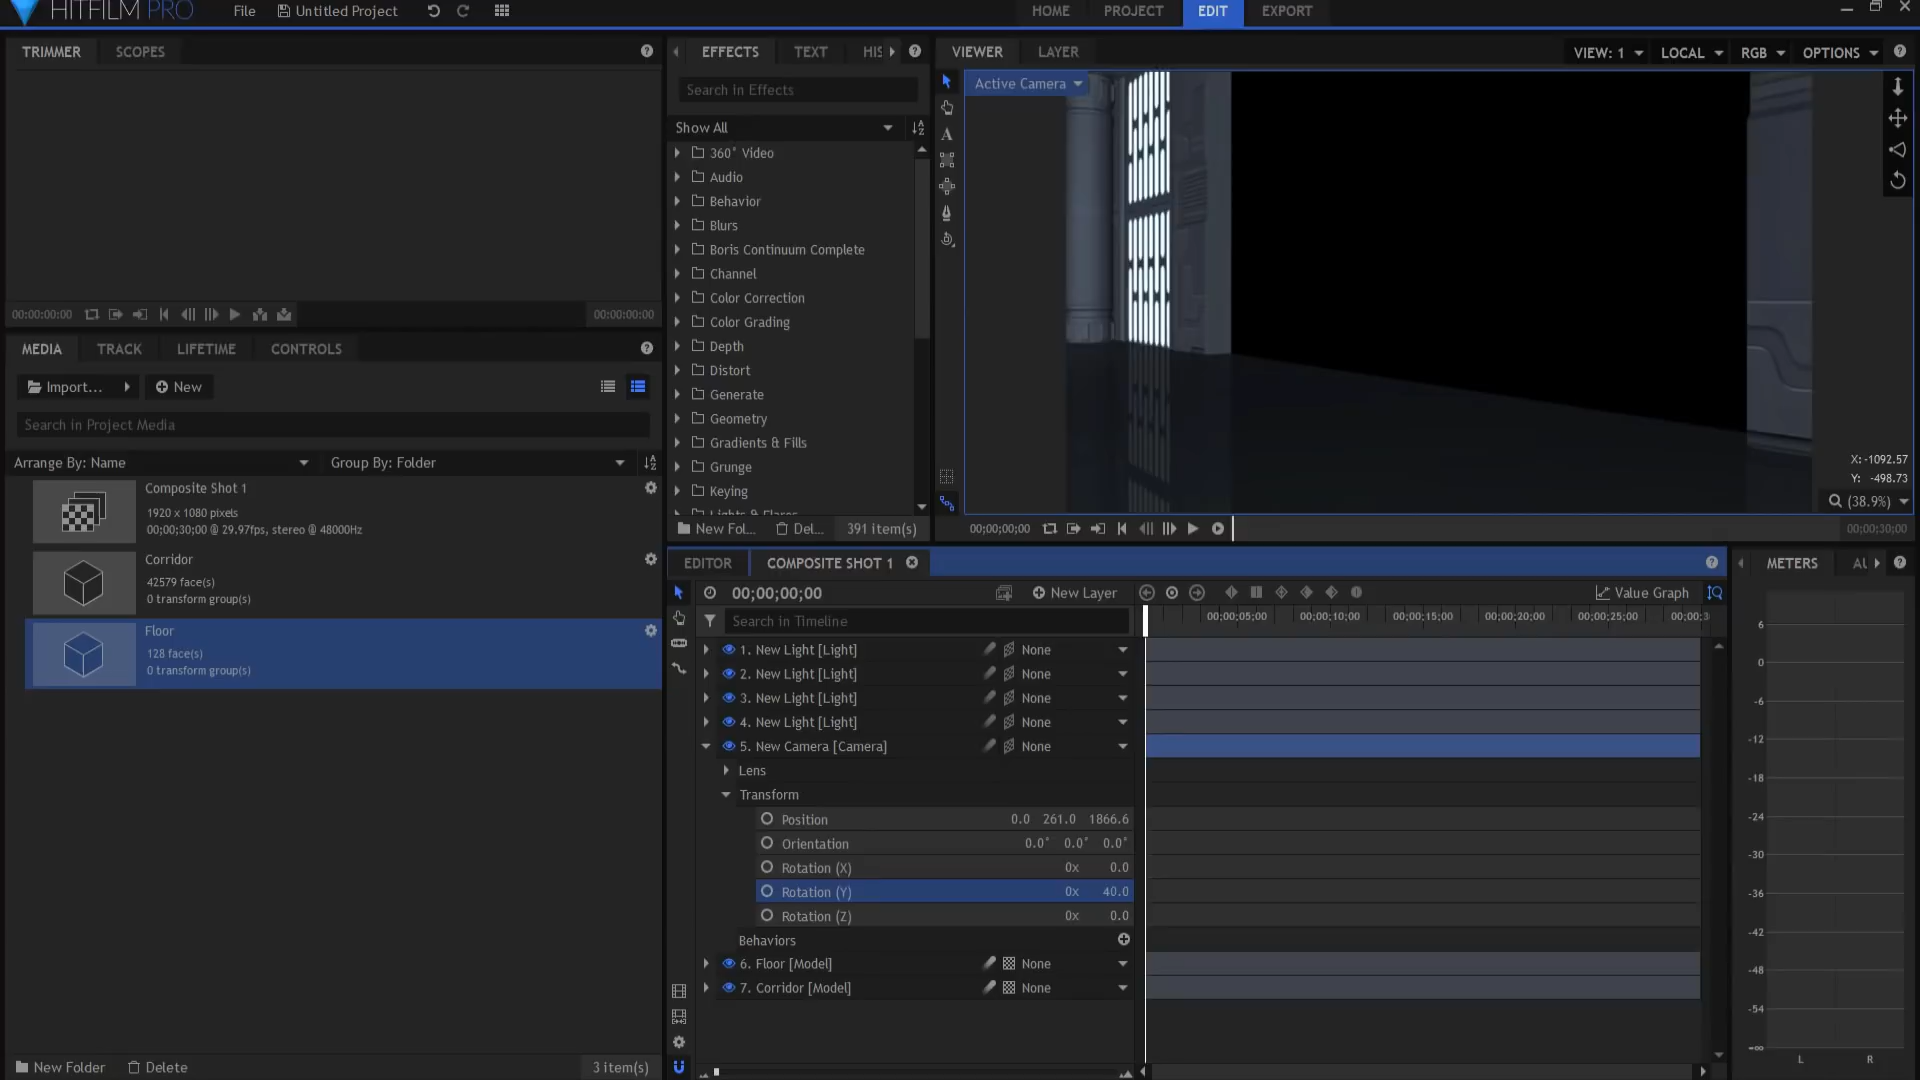 HITFILM PRO
File
Untitled Project
HOME
PROJECT
EDIT
EXPORT
TRIMMER
SCOPES
00:00:00:00
00:00:00:00
MEDIA
TRACK
LIFETIME
CONTROLS
Import...
New
Search in Project Media
Arrange By: Name
Group By: Folder
Composite Shot 1
1920 x 1080 pixels
00;00;30;00 @ 29.97fps, stereo @ 48000Hz
Corridor
42579 face(s)
0 transform group(s)
Floor
128 face(s)
0 transform group(s)
New Folder
Delete
3 item(s)
EFFECTS
TEXT
HIS
Search in Effects
Show All
360° Video
Audio
Behavior
Blurs
Boris Continuum Complete
Channel
Color Correction
Color Grading
Depth
Distort
Generate
Geometry
Gradients & Fills
Grunge
Keying
Lights & Flares
New Fol...
Del...
391 item(s)
VIEWER
LAYER
VIEW: 1
LOCAL
RGB
OPTIONS
Active Camera
X: -1092.57
Y: -498.73
(38.9%)
00;00;00;00
00;00;30;00
EDITOR
COMPOSITE SHOT 1
00;00;00;00
New Layer
Value Graph
Search in Timeline
00;00;05;00
00;00;10;00
00;00;15;00
00;00;20;00
00;00;25;00
00;00;3
1. New Light [Light] None
2. New Light [Light] None
3. New Light [Light] None
4. New Light [Light] None
5. New Camera [Camera] None
Lens
Transform
Position 0.0 261.0 1866.6
Orientation 0.0° 0.0° 0.0°
Rotation (X) 0x 0.0
Rotation (Y) 0x 40.0
Rotation (Z) 0x 0.0
Behaviors
6. Floor [Model] None
7. Corridor [Model] None
METERS
AU
6
0
-6
-12
-18
-24
-30
-36
-42
-48
-54
-∞
L R